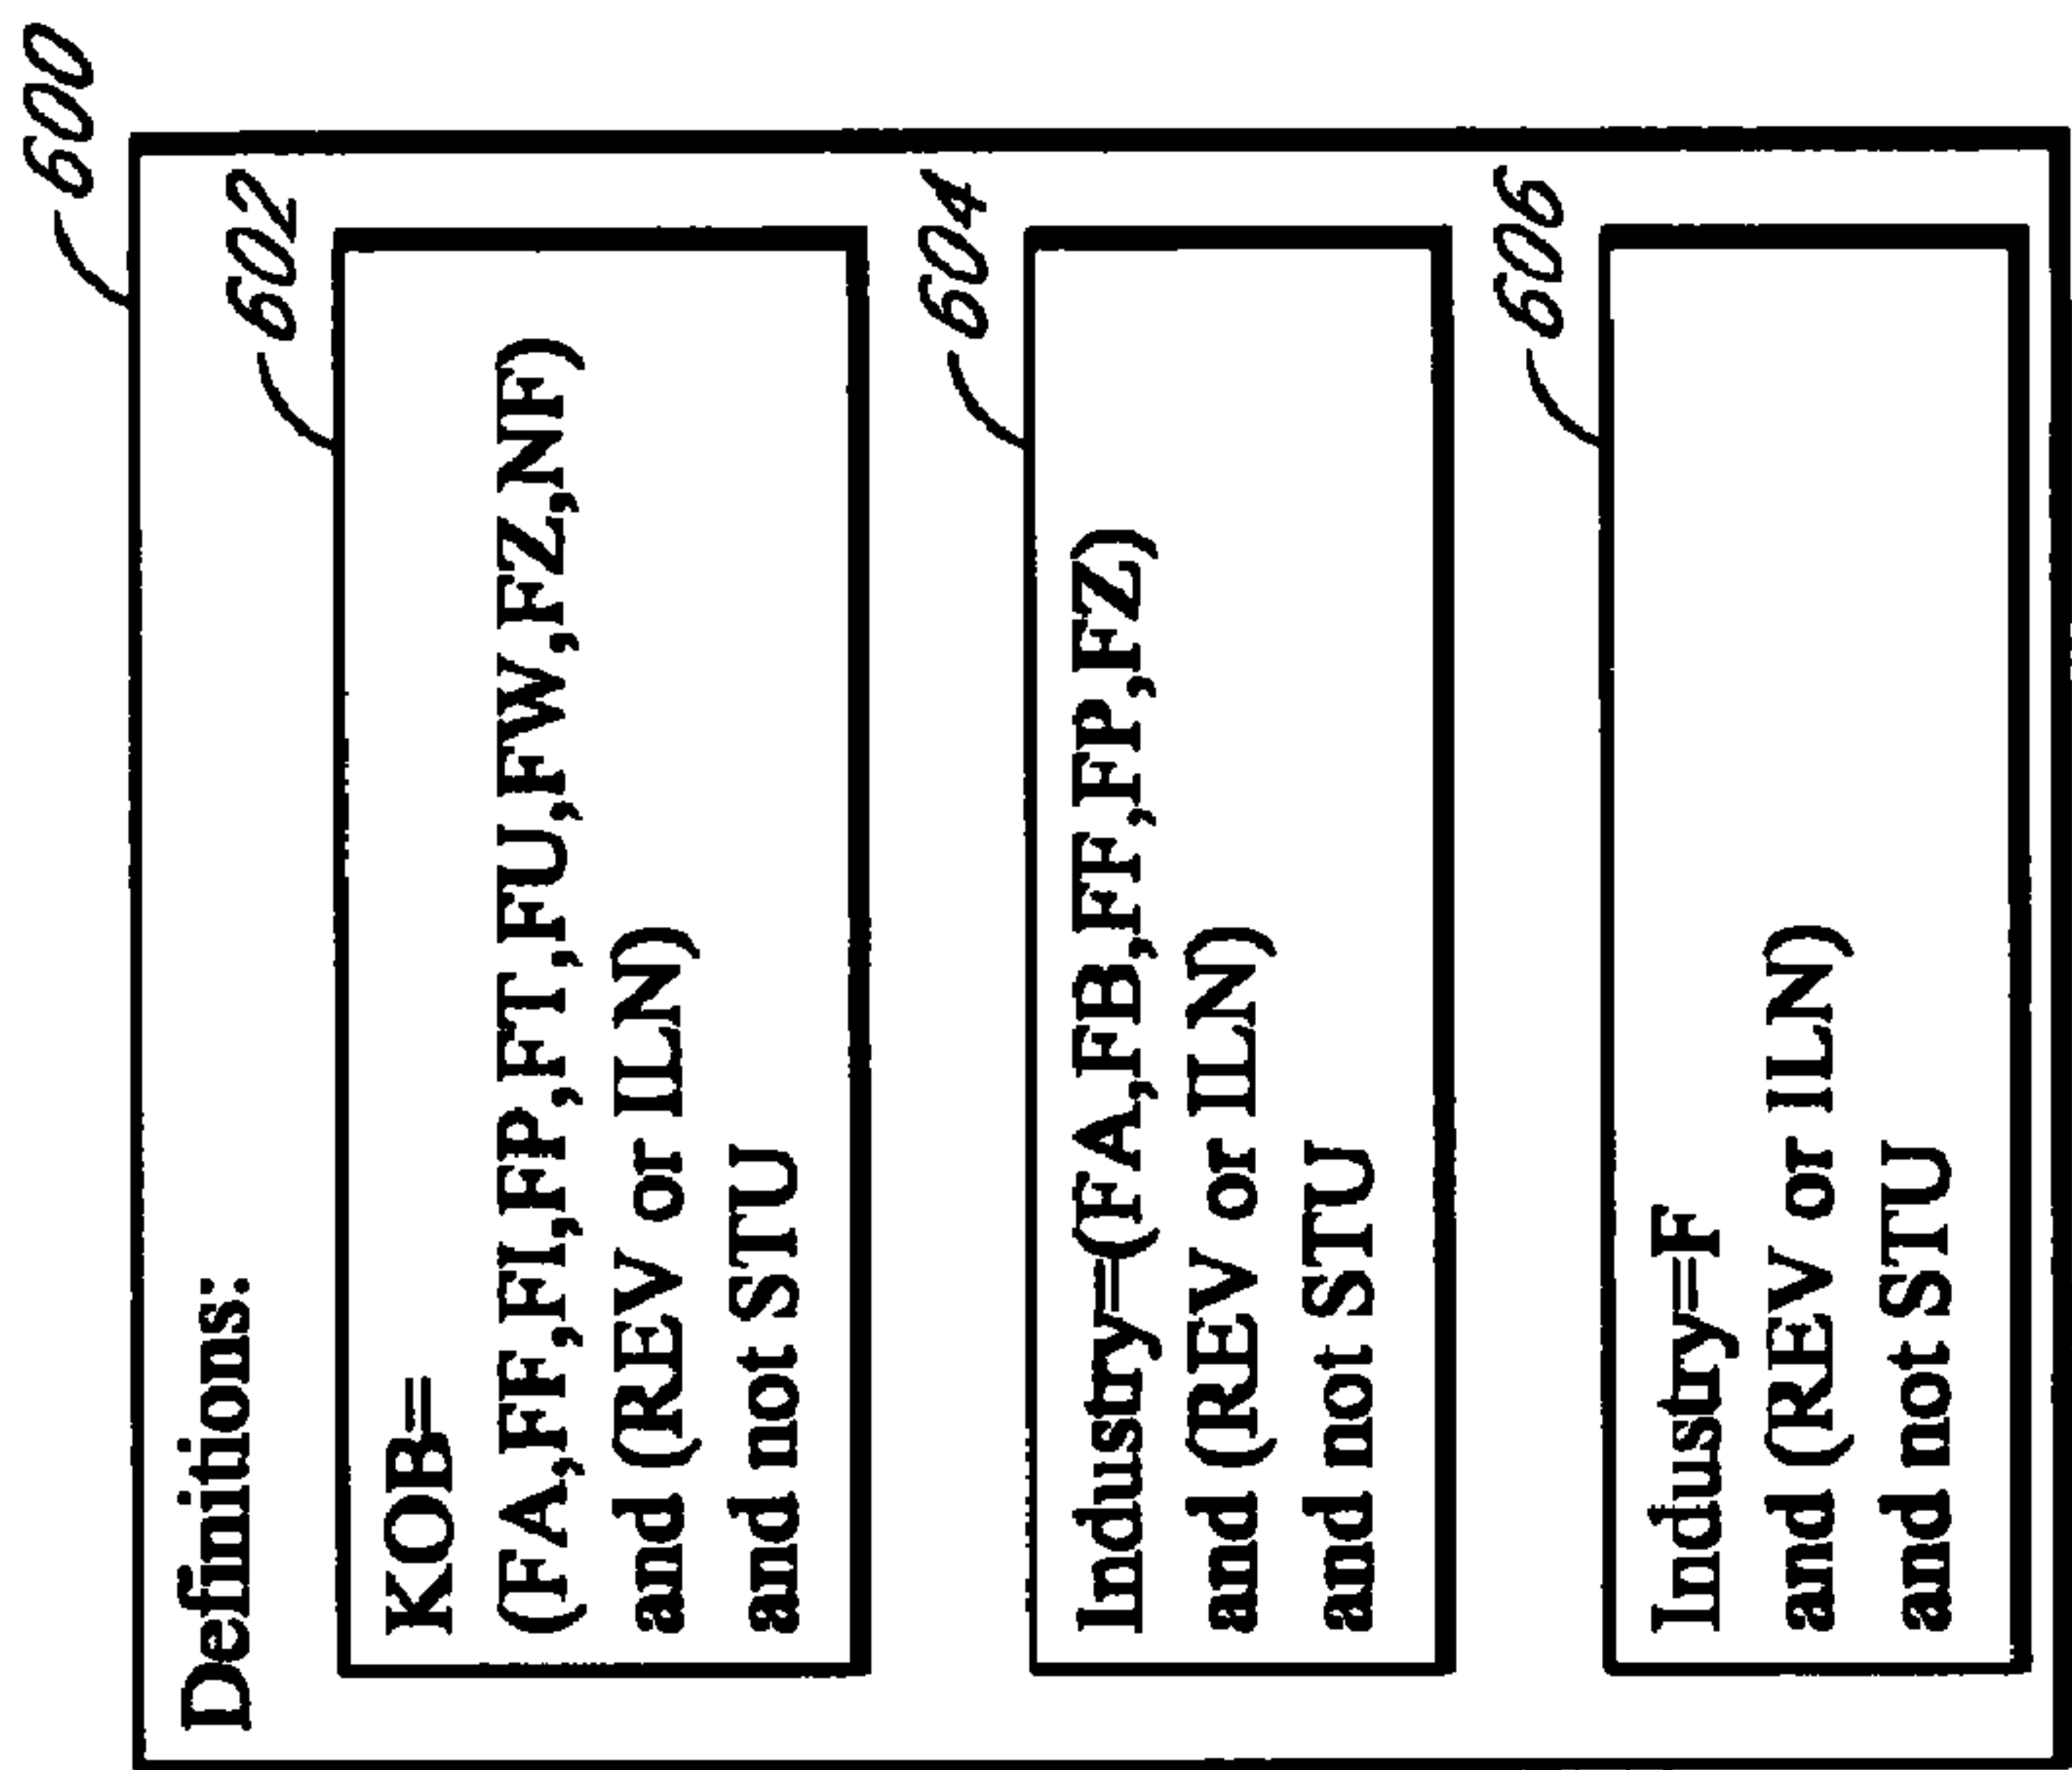 600
Definitions:
602
KOB=
(FA,FF,FI,FP,FT,FU,FW,FZ,NF)
and (REV or ILN)
and not STU
604
Industry=(FA,FB,FF,FP,FZ)
and (REV or ILN)
and not STU
606
Industry=F
and (REV or ILN)
and not STU